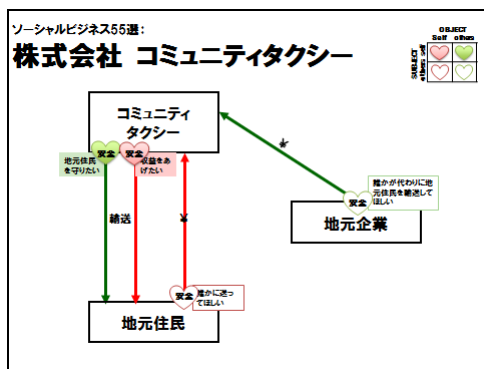 ソーシャルビジネス55選：
株式会社 コミュニティタクシー
OBJECT
Self others
SUBJECT
others self
コミュニティ
タクシー
安全
安全
地元住民
を守りたい
収益をあ
げたい
輸送
¥
¥
安全
誰かが代わりに地
元住民を輸送して
ほしい
地元企業
安全
誰かに送っ
てほしい
地元住民